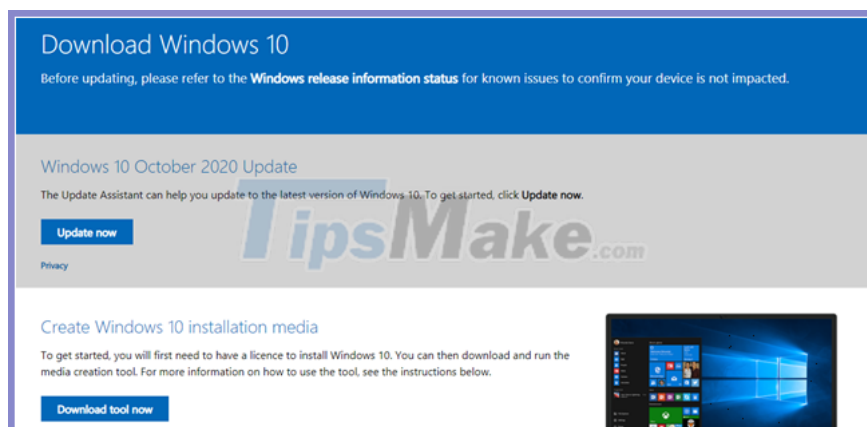 Download Windows 10
Before updating, please refer to the Windows release information status for known issues to confirm your device is not impacted.
Windows 10 October 2020 Update
The Update Assistant can help you update to the latest version of Windows 10. To get started, click Update now.
Update now
TipsMake.com
Privacy
Create Windows 10 installation media
To get started, you will first need to have a licence to install Windows 10. You can then download and run the
media creation tool. For more information on how to use the tool, see the instructions below.
Download tool now